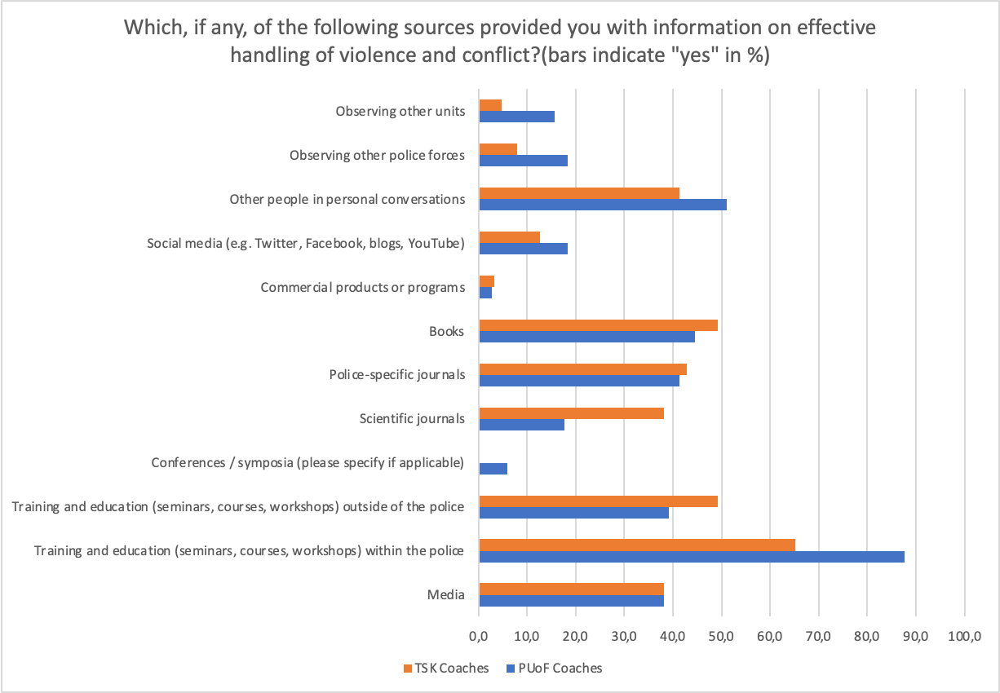 Which, if any, of the following sources provided you with information on effective
handling of violence and conflict?(bars indicate "yes" in %)
Observing other units
Observing other police forces
Other people in personal conversations
Social media (e.g. Twitter, Facebook, blogs, YouTube)
Commercial products or programs
Books
Police-specific journals
Scientific journals
Conferences / symposia (please specify if applicable)
Training and education (seminars, courses, workshops) outside of the police
Training and education (seminars, courses, workshops) within the police
Media
0,0 10,0 20,0 30,0 40,0 50,0 60,0 70,0 80,0 90,0 100,0
TSK Coaches PUoF Coaches